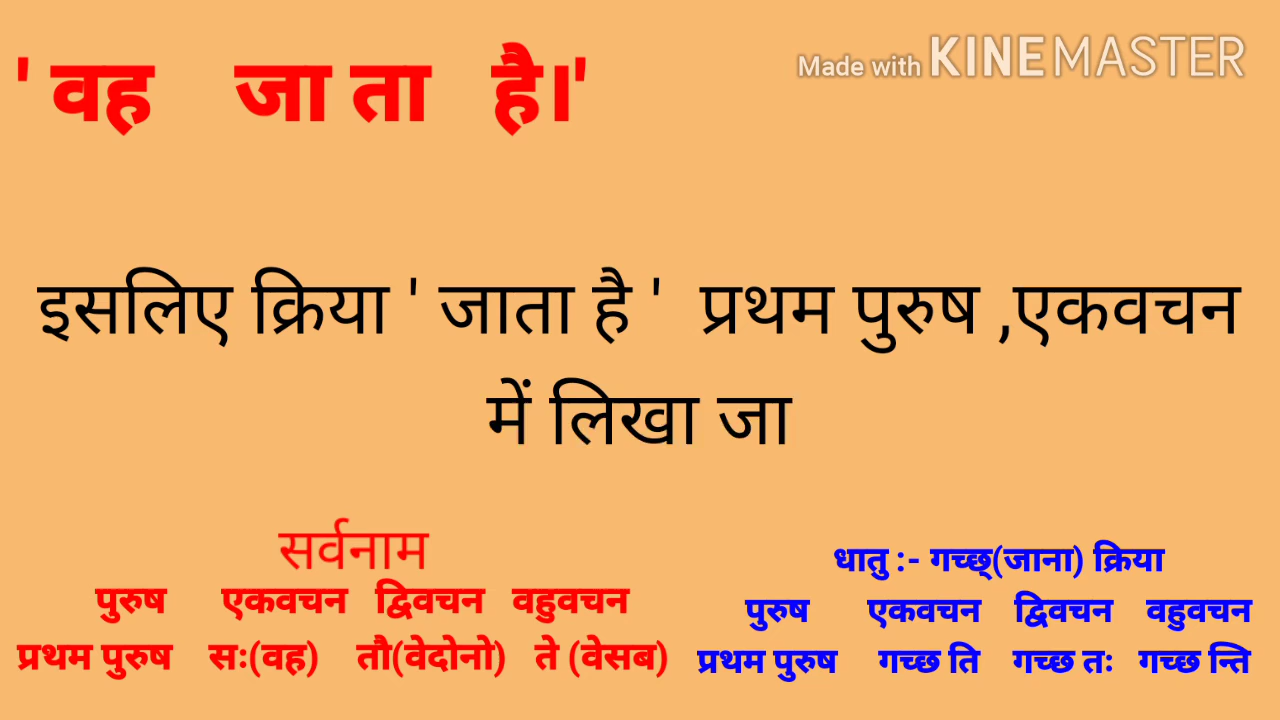 ' वह जा ता है।'
Made with KINEMASTER
इसलिए क्रिया ' जाता है ' प्रथम पुरुष ,एकवचन
में लिखा जा
सर्वनाम
पुरुष एकवचन द्विवचन वहुवचन
प्रथम पुरुष सः(वह) तौ(वेदोनो) ते (वेसब)
धातु :- गच्छ्(जाना) क्रिया
पुरुष एकवचन द्विवचन वहुवचन
प्रथम पुरुष गच्छ ति गच्छ तः गच्छ न्ति